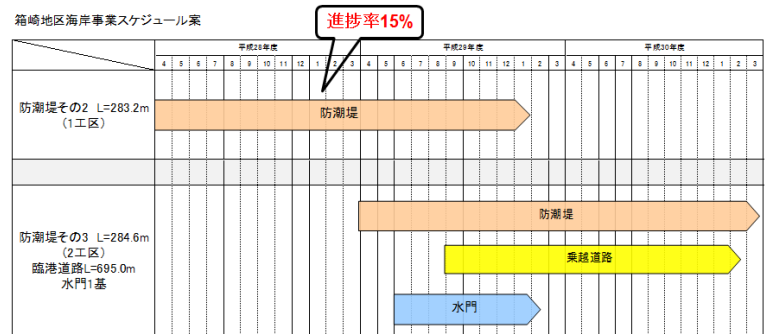 箱崎地区海岸事業スケジュール案
進捗率15%
平成28年度 平成29年度 平成30年度
4 5 6 7 8 9 10 11 12 1 2 3 4 5 6 7 8 9 10 11 12 1 2 3 4 5 6 7 8 9 10 11 12 1 2 3
防潮堤その2 L=283.2m
(1工区)
防潮堤
防潮堤その3 L=284.6m
(2工区)
臨港道路L=695.0m
水門1基
防潮堤
乗越道路
水門